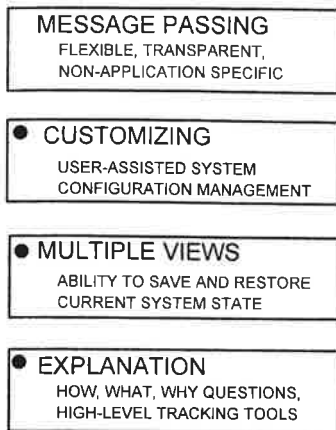 MESSAGE PASSING
FLEXIBLE, TRANSPARENT,
NON-APPLICATION SPECIFIC
● CUSTOMIZING
USER-ASSISTED SYSTEM
CONFIGURATION MANAGEMENT
● MULTIPLE VIEWS
ABILITY TO SAVE AND RESTORE
CURRENT SYSTEM STATE
● EXPLANATION
HOW, WHAT, WHY QUESTIONS,
HIGH-LEVEL TRACKING TOOLS